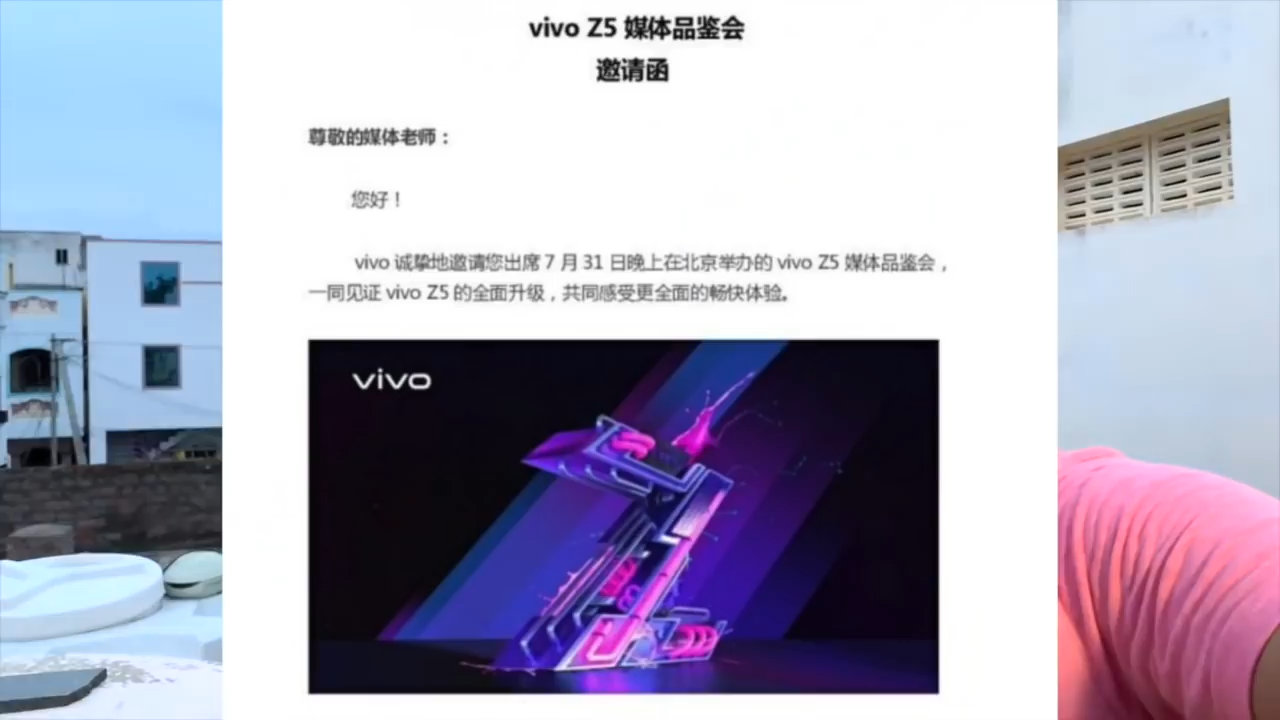 vivo Z5 媒体品鉴会
邀请函
尊敬的媒体老师：
您好！
vivo 诚挚地邀请您出席 7 月 31 日晚上在北京举办的 vivo Z5 媒体品鉴会，
一同见证 vivo Z5 的全面升级，共同感受更全面的畅快体验。
vivo